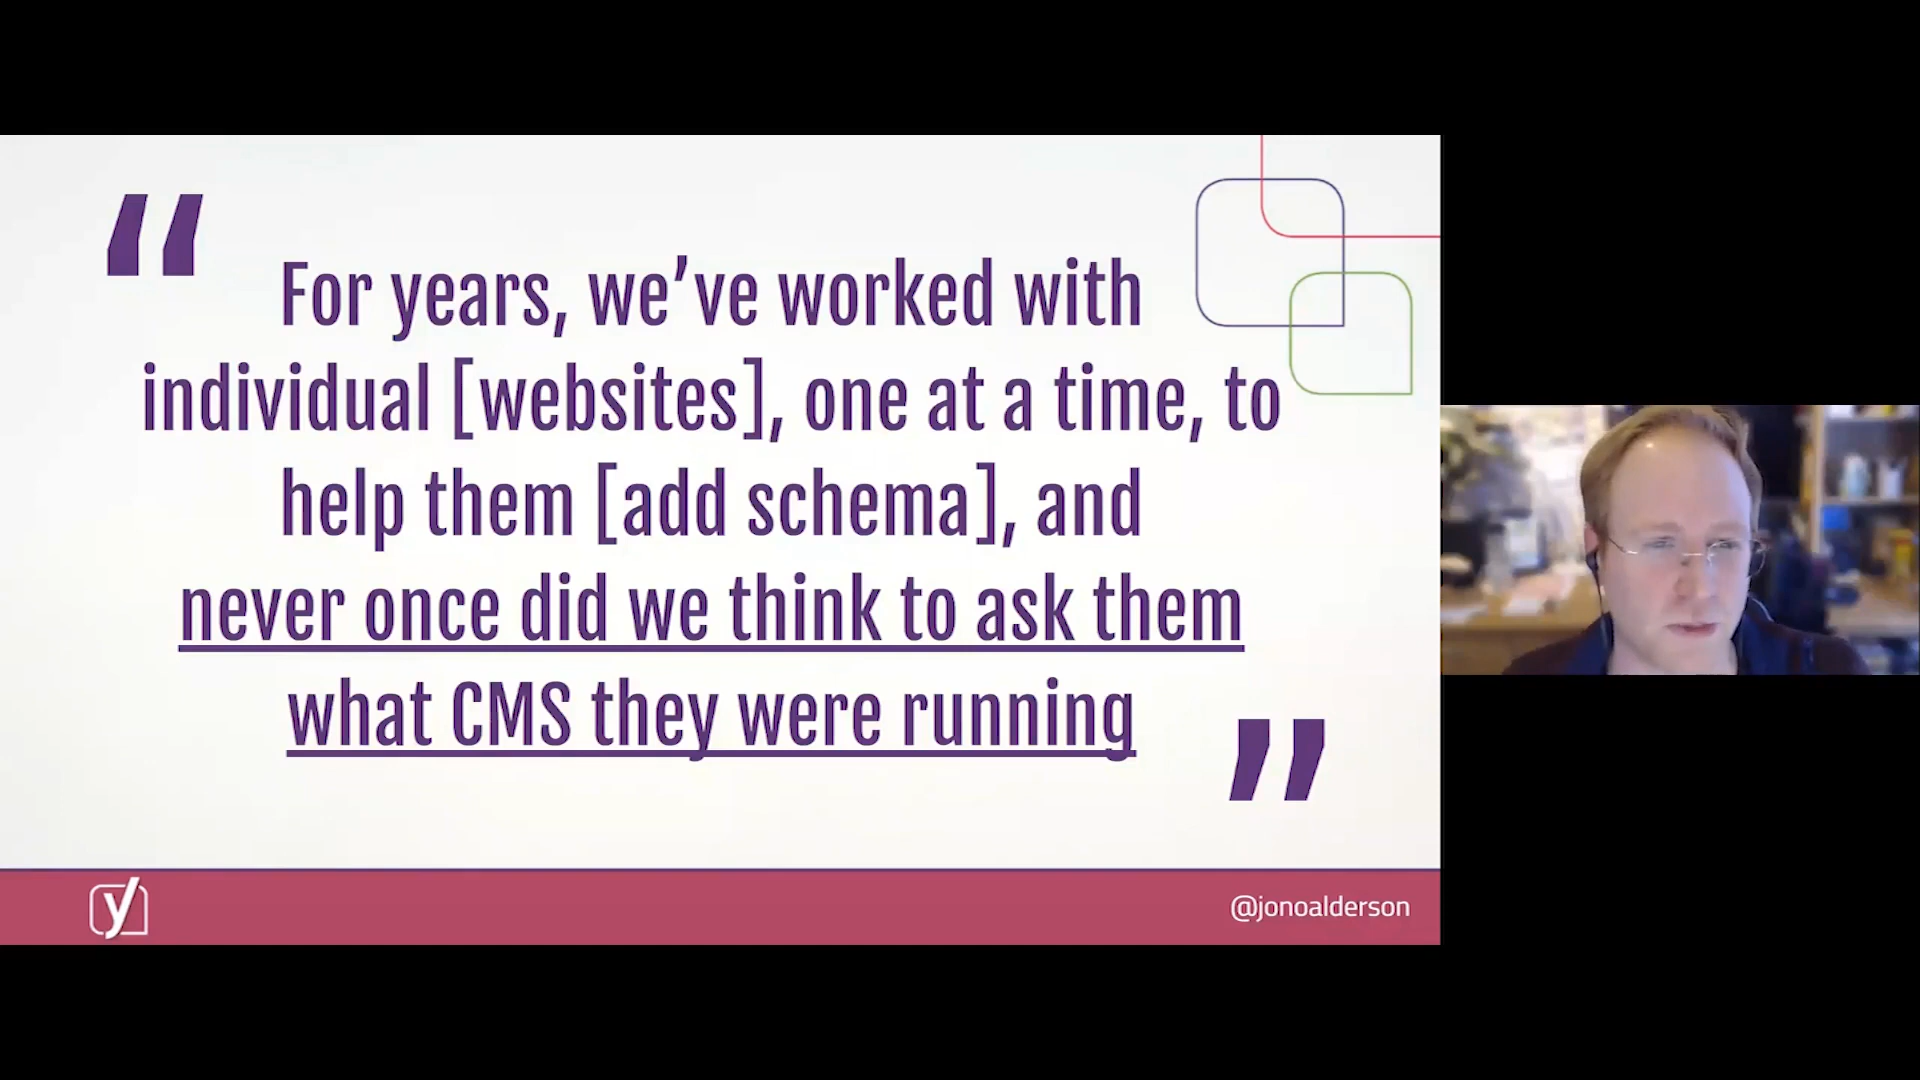 “
For years, we’ve worked with
individual [websites], one at a time, to
help them [add schema], and
never once did we think to ask them
what CMS they were running
”
y
@jonoalderson